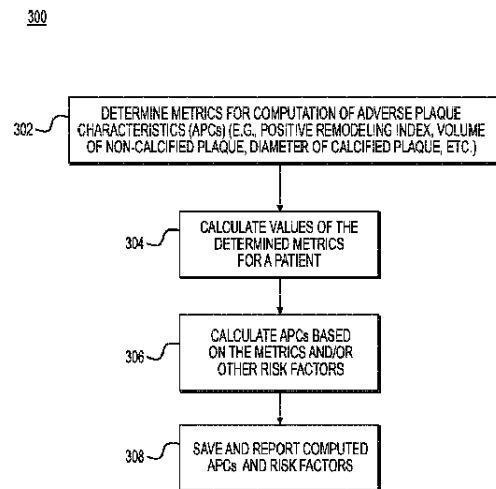 300
302
DETERMINE METRICS FOR COMPUTATION OF ADVERSE PLAQUE
CHARACTERISTICS (APCs) (E.G., POSITIVE REMODELING INDEX, VOLUME
OF NON-CALCIFIED PLAQUE, DIAMETER OF CALCIFIED PLAQUE, ETC.)
304
CALCULATE VALUES OF THE
DETERMINED METRICS
FOR A PATIENT
306
CALCULATE APCs BASED
ON THE METRICS AND/OR
OTHER RISK FACTORS
308
SAVE AND REPORT COMPUTED
APCs AND RISK FACTORS